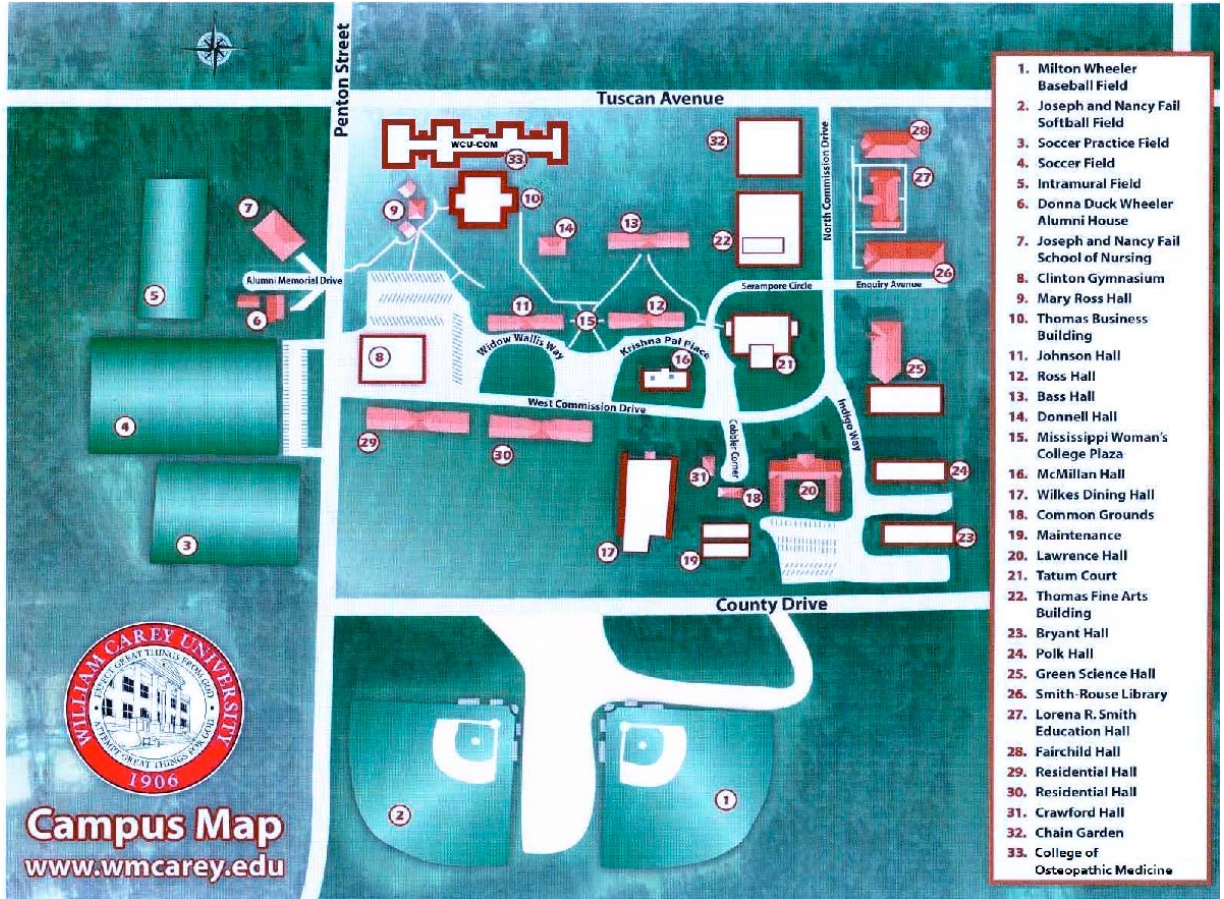 Penton Street
Tuscan Avenue
WCU-COM
33
32
28
North Commission Drive
27
10
9
7
14
13
22
26
Alumni Memorial Drive
Serampore Circle
Enquiry Avenue
5
6
11
15
12
Widow Wallis Way
Krishna Pal Place
8
16
21
25
West Commission Drive
Indigo Way
4
29
30
Cobbler Corner
31
18
20
24
3
17
19
23
County Drive
2
1
WILLIAM CAREY UNIVERSITY
EXPECT GREAT THINGS FROM GOD
ATTEMPT GREAT THINGS FOR GOD
1906
Campus Map
www.wmcarey.edu
1. Milton Wheeler
Baseball Field
2. Joseph and Nancy Fail
Softball Field
3. Soccer Practice Field
4. Soccer Field
5. Intramural Field
6. Donna Duck Wheeler
Alumni House
7. Joseph and Nancy Fail
School of Nursing
8. Clinton Gymnasium
9. Mary Ross Hall
10. Thomas Business
Building
11. Johnson Hall
12. Ross Hall
13. Bass Hall
14. Donnell Hall
15. Mississippi Woman's
College Plaza
16. McMillan Hall
17. Wilkes Dining Hall
18. Common Grounds
19. Maintenance
20. Lawrence Hall
21. Tatum Court
22. Thomas Fine Arts
Building
23. Bryant Hall
24. Polk Hall
25. Green Science Hall
26. Smith-Rouse Library
27. Lorena R. Smith
Education Hall
28. Fairchild Hall
29. Residential Hall
30. Residential Hall
31. Crawford Hall
32. Chain Garden
33. College of
Osteopathic Medicine